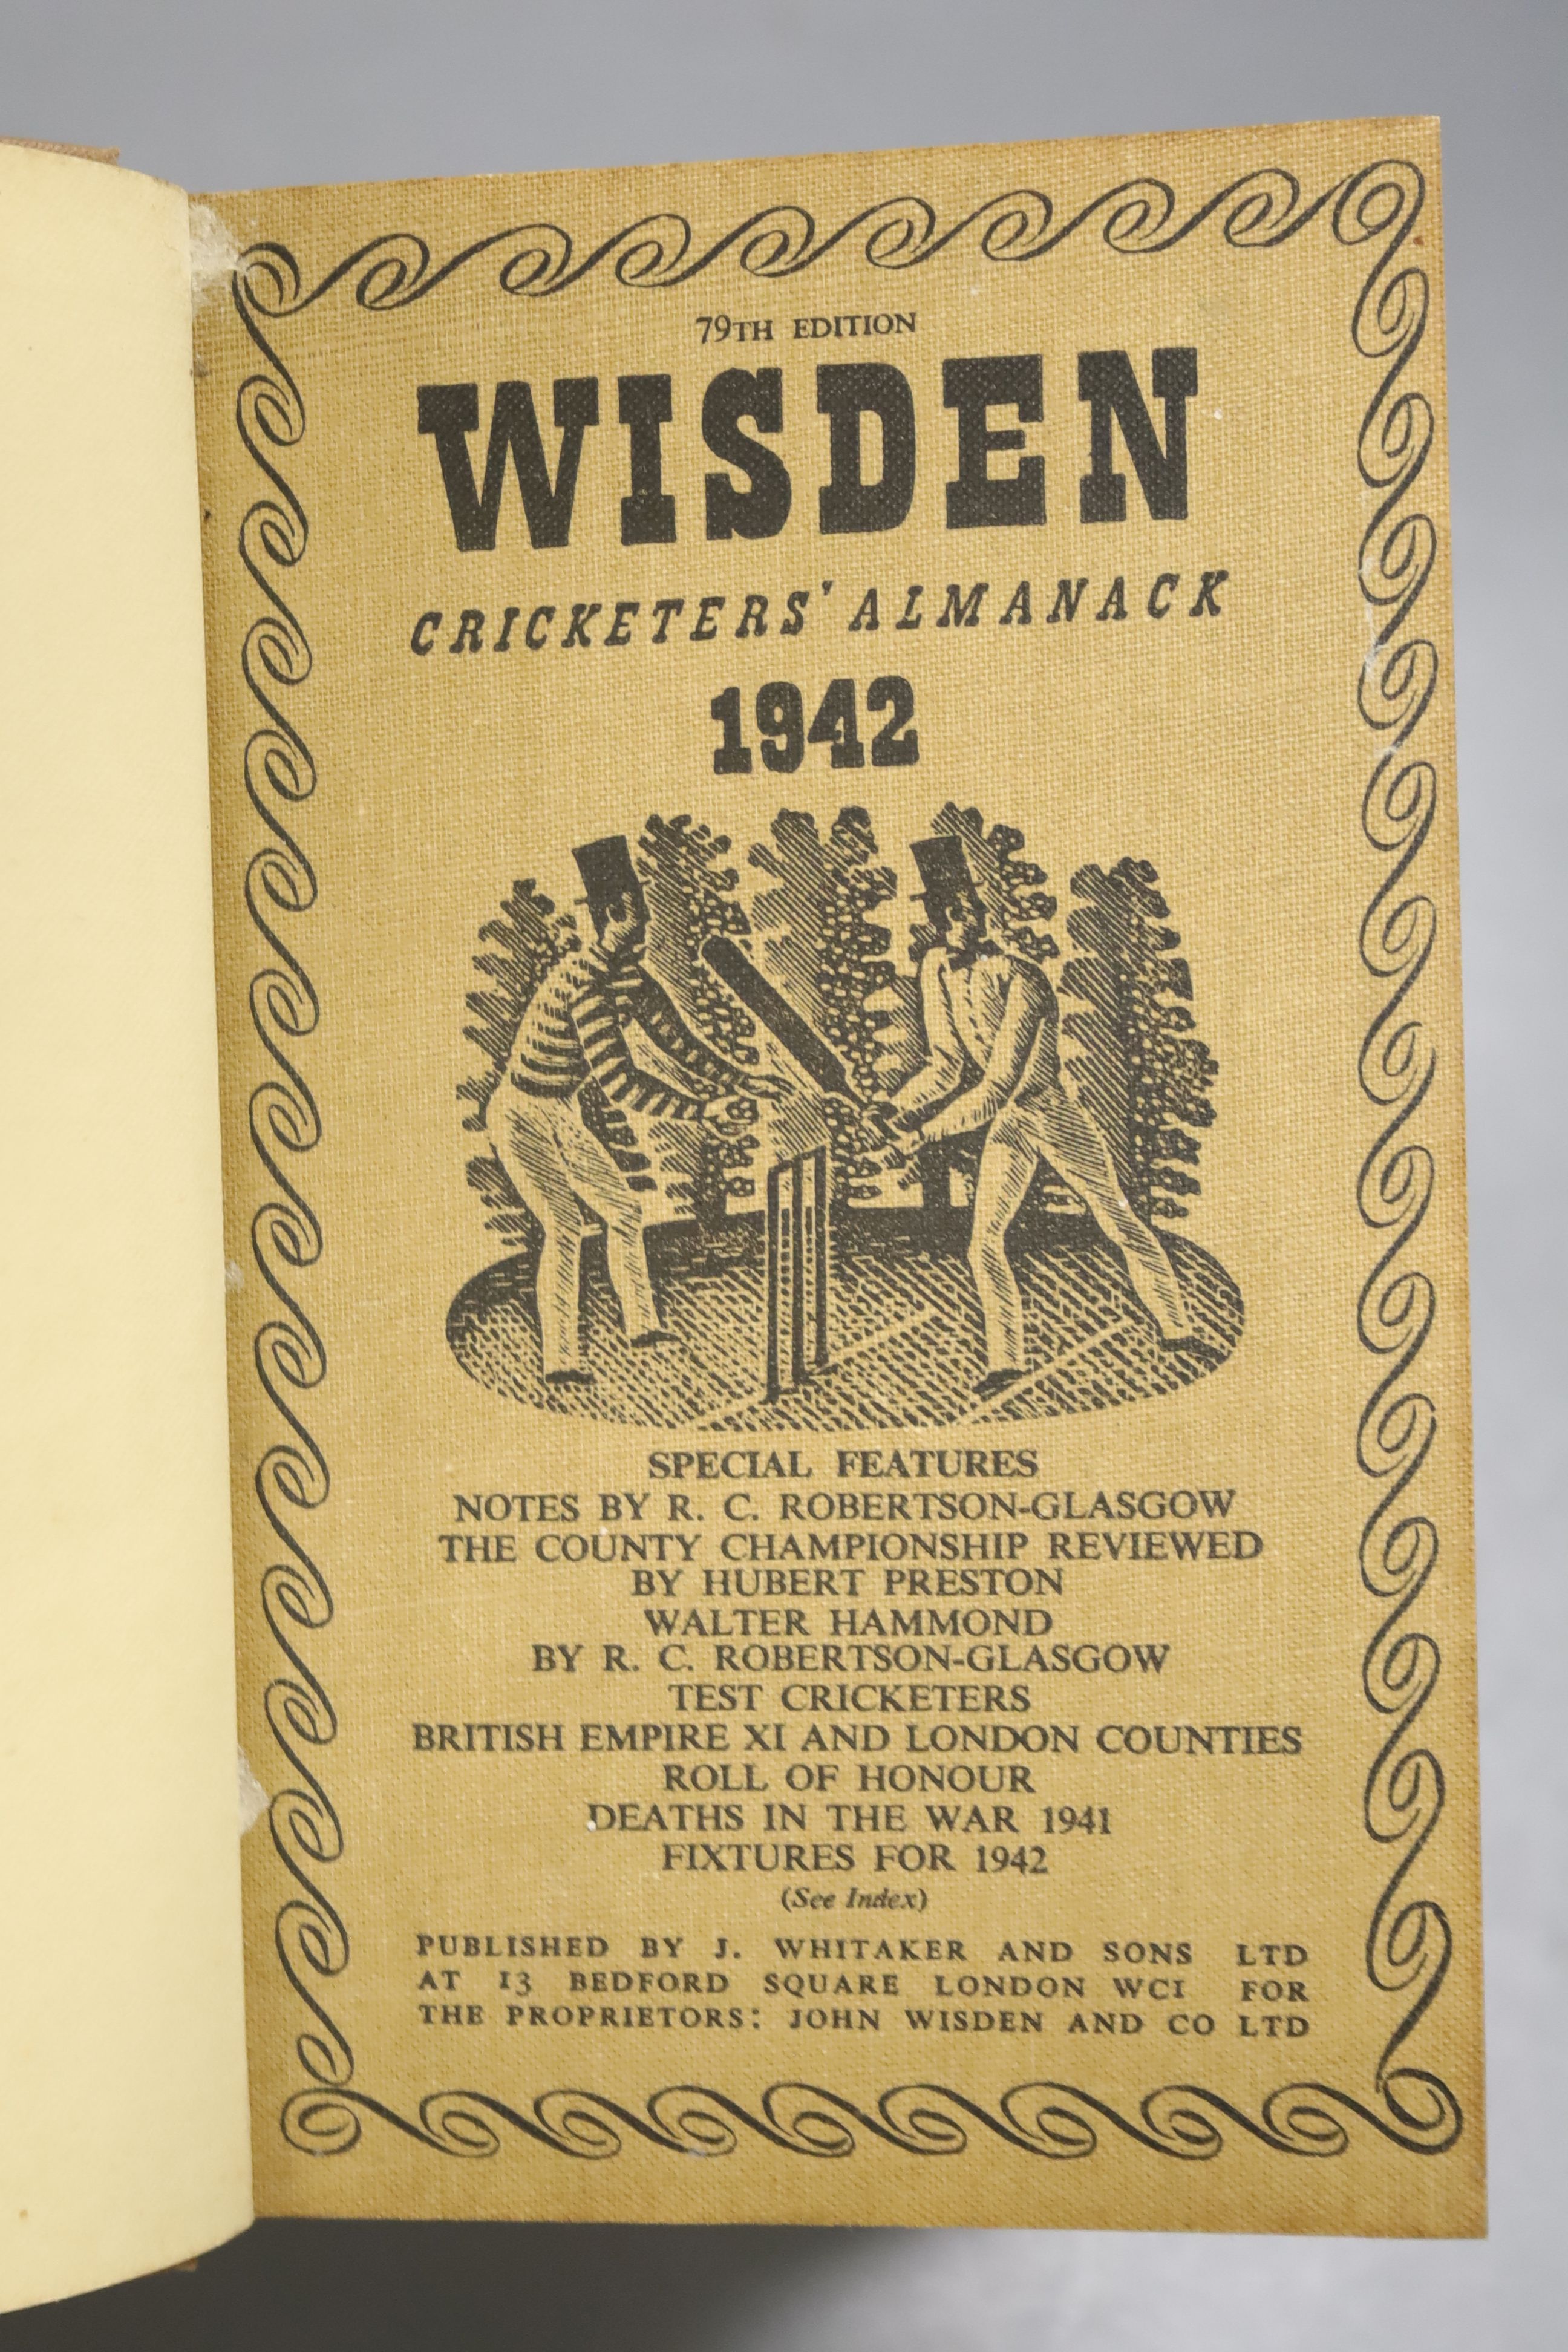 79TH EDITION
WISDEN
CRICKETERS' ALMANACK
1942
SPECIAL FEATURES
NOTES BY R. C. ROBERTSON-GLASGOW
THE COUNTY CHAMPIONSHIP REVIEWED
BY HUBERT PRESTON
WALTER HAMMOND
BY R. C. ROBERTSON-GLASGOW
TEST CRICKETERS
BRITISH EMPIRE XI AND LONDON COUNTIES
ROLL OF HONOUR
DEATHS IN THE WAR 1941
FIXTURES FOR 1942
(See Index)
PUBLISHED BY J. WHITAKER AND SONS LTD
AT 13 BEDFORD SQUARE LONDON WC1 FOR
THE PROPRIETORS: JOHN WISDEN AND CO LTD